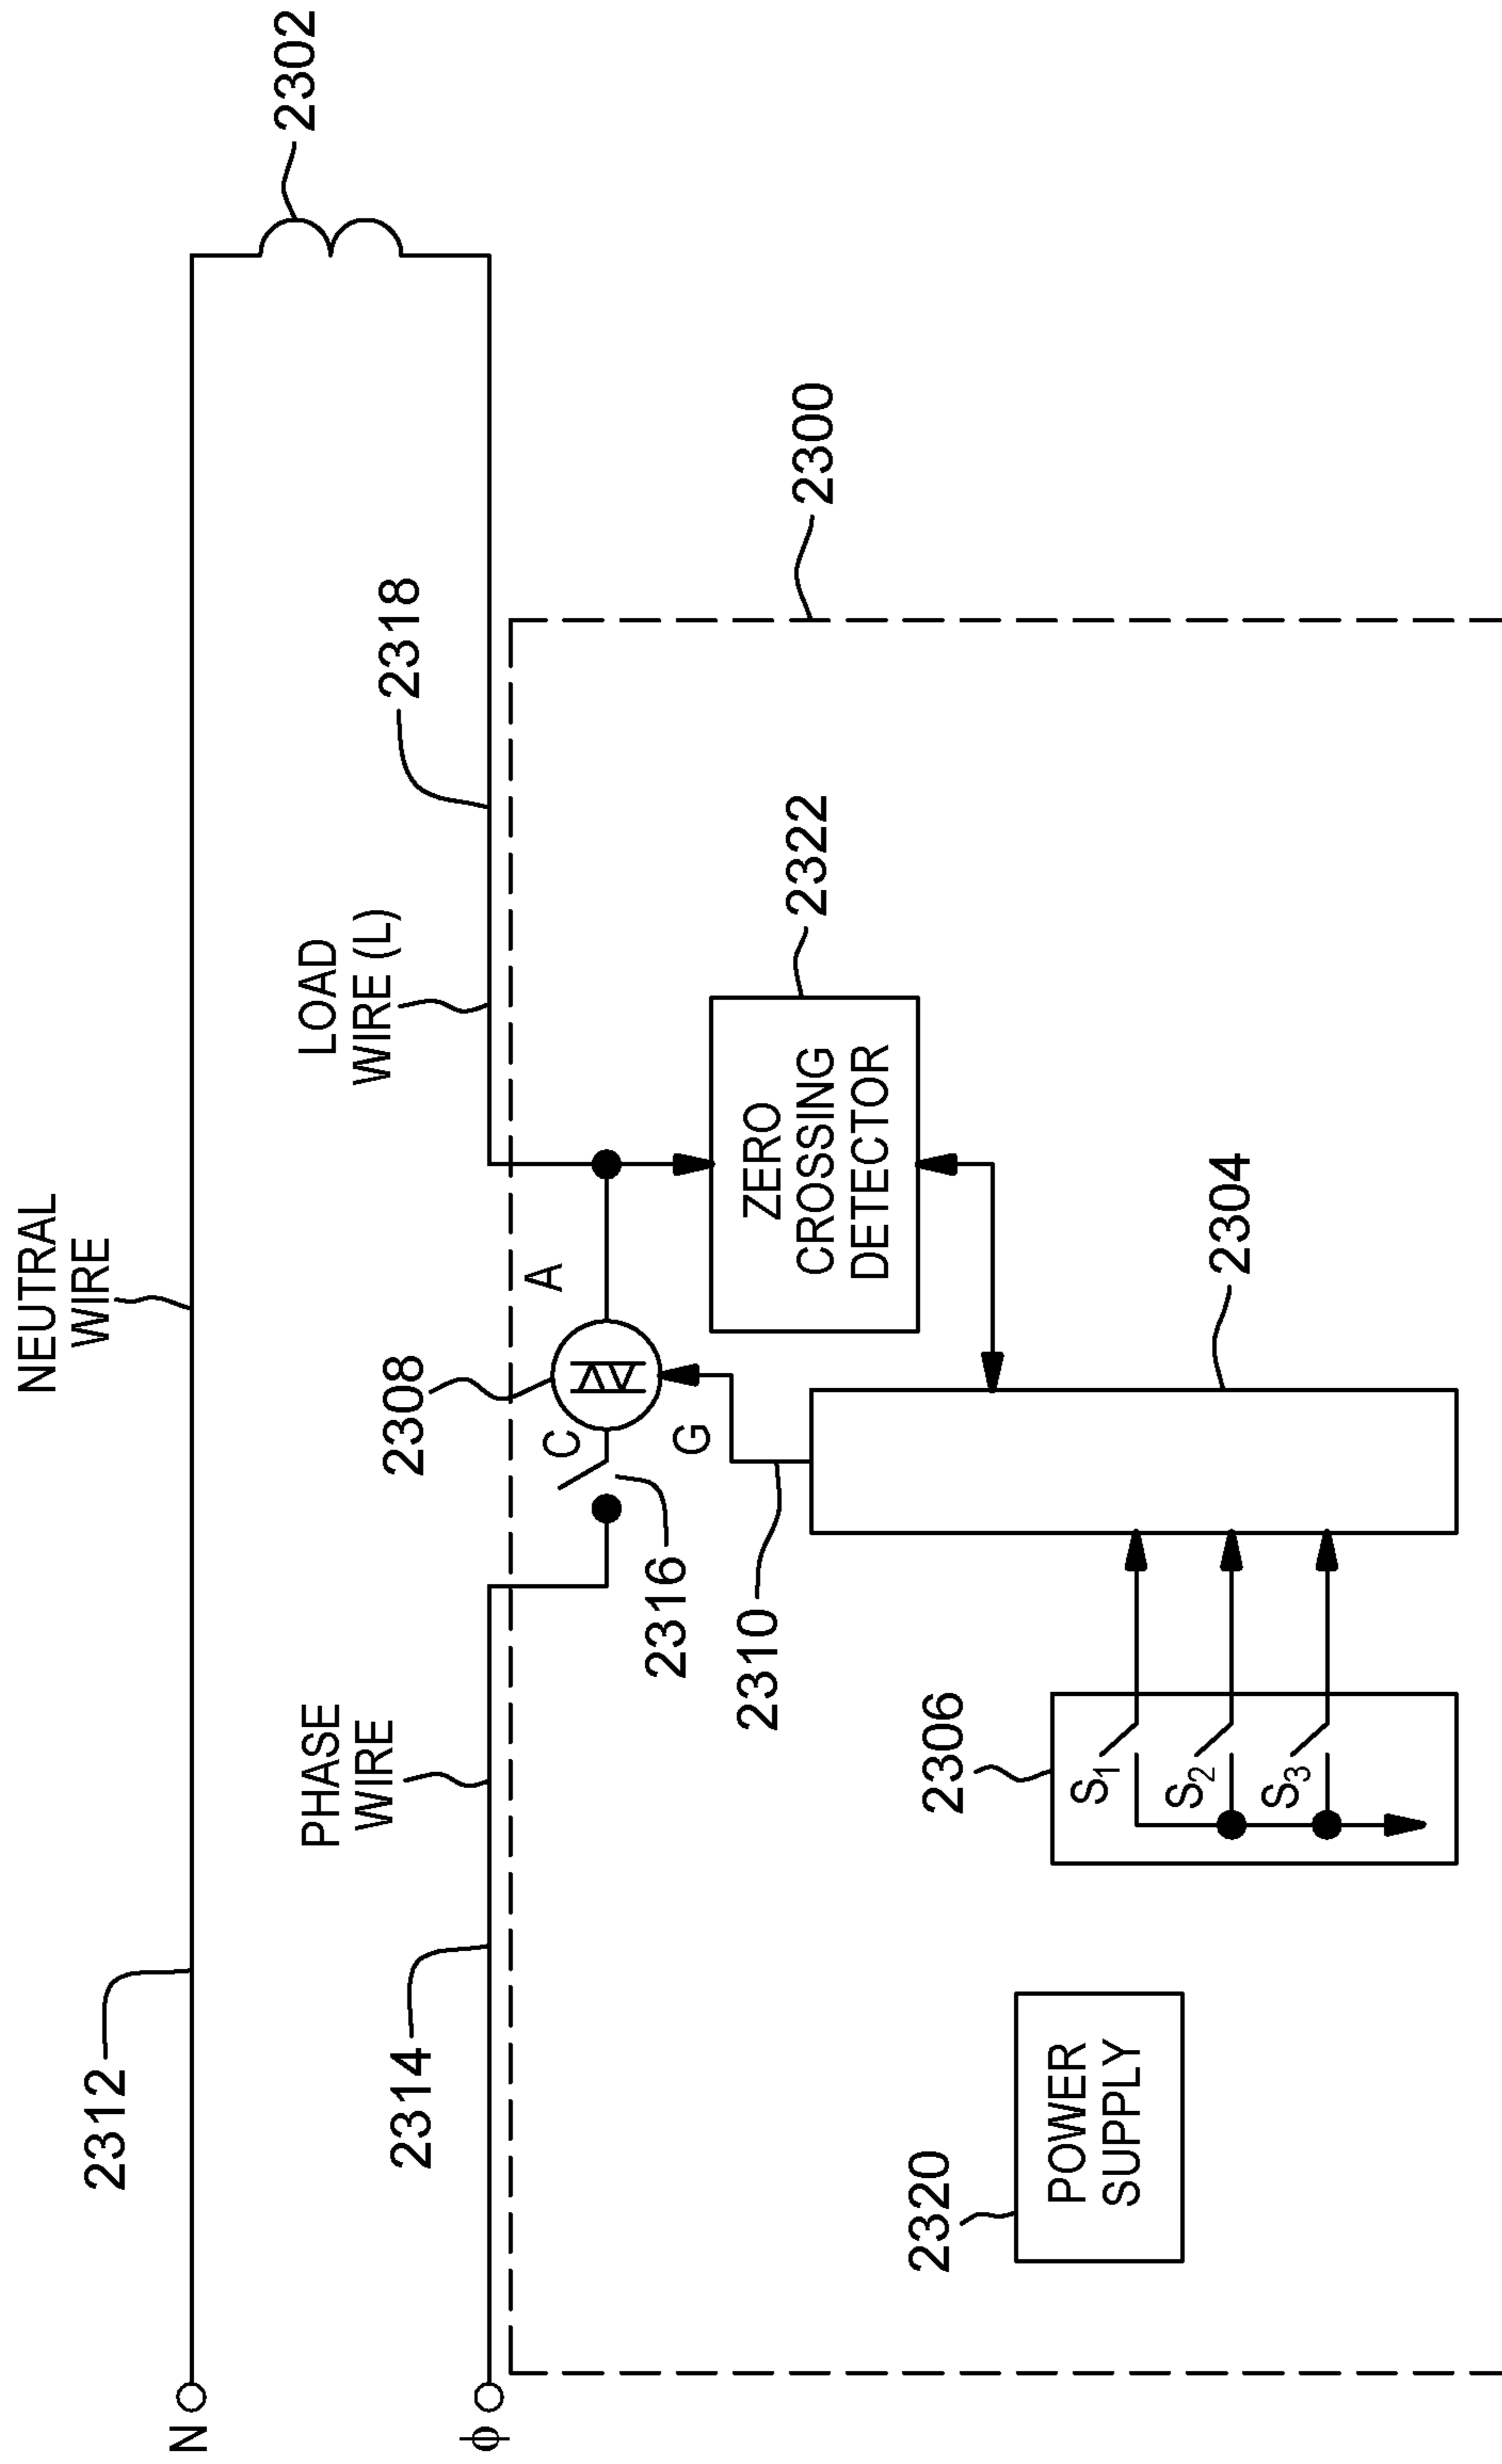 NEUTRAL
WIRE
2312
N
2302
PHASE
WIRE
LOAD
WIRE (L)
2314
2318
ϕ
2308
C
A
G
2316
2310
2300
ZERO
CROSSING
DETECTOR
2322
2304
2306
S₁
S₂
S₃
2320
POWER
SUPPLY